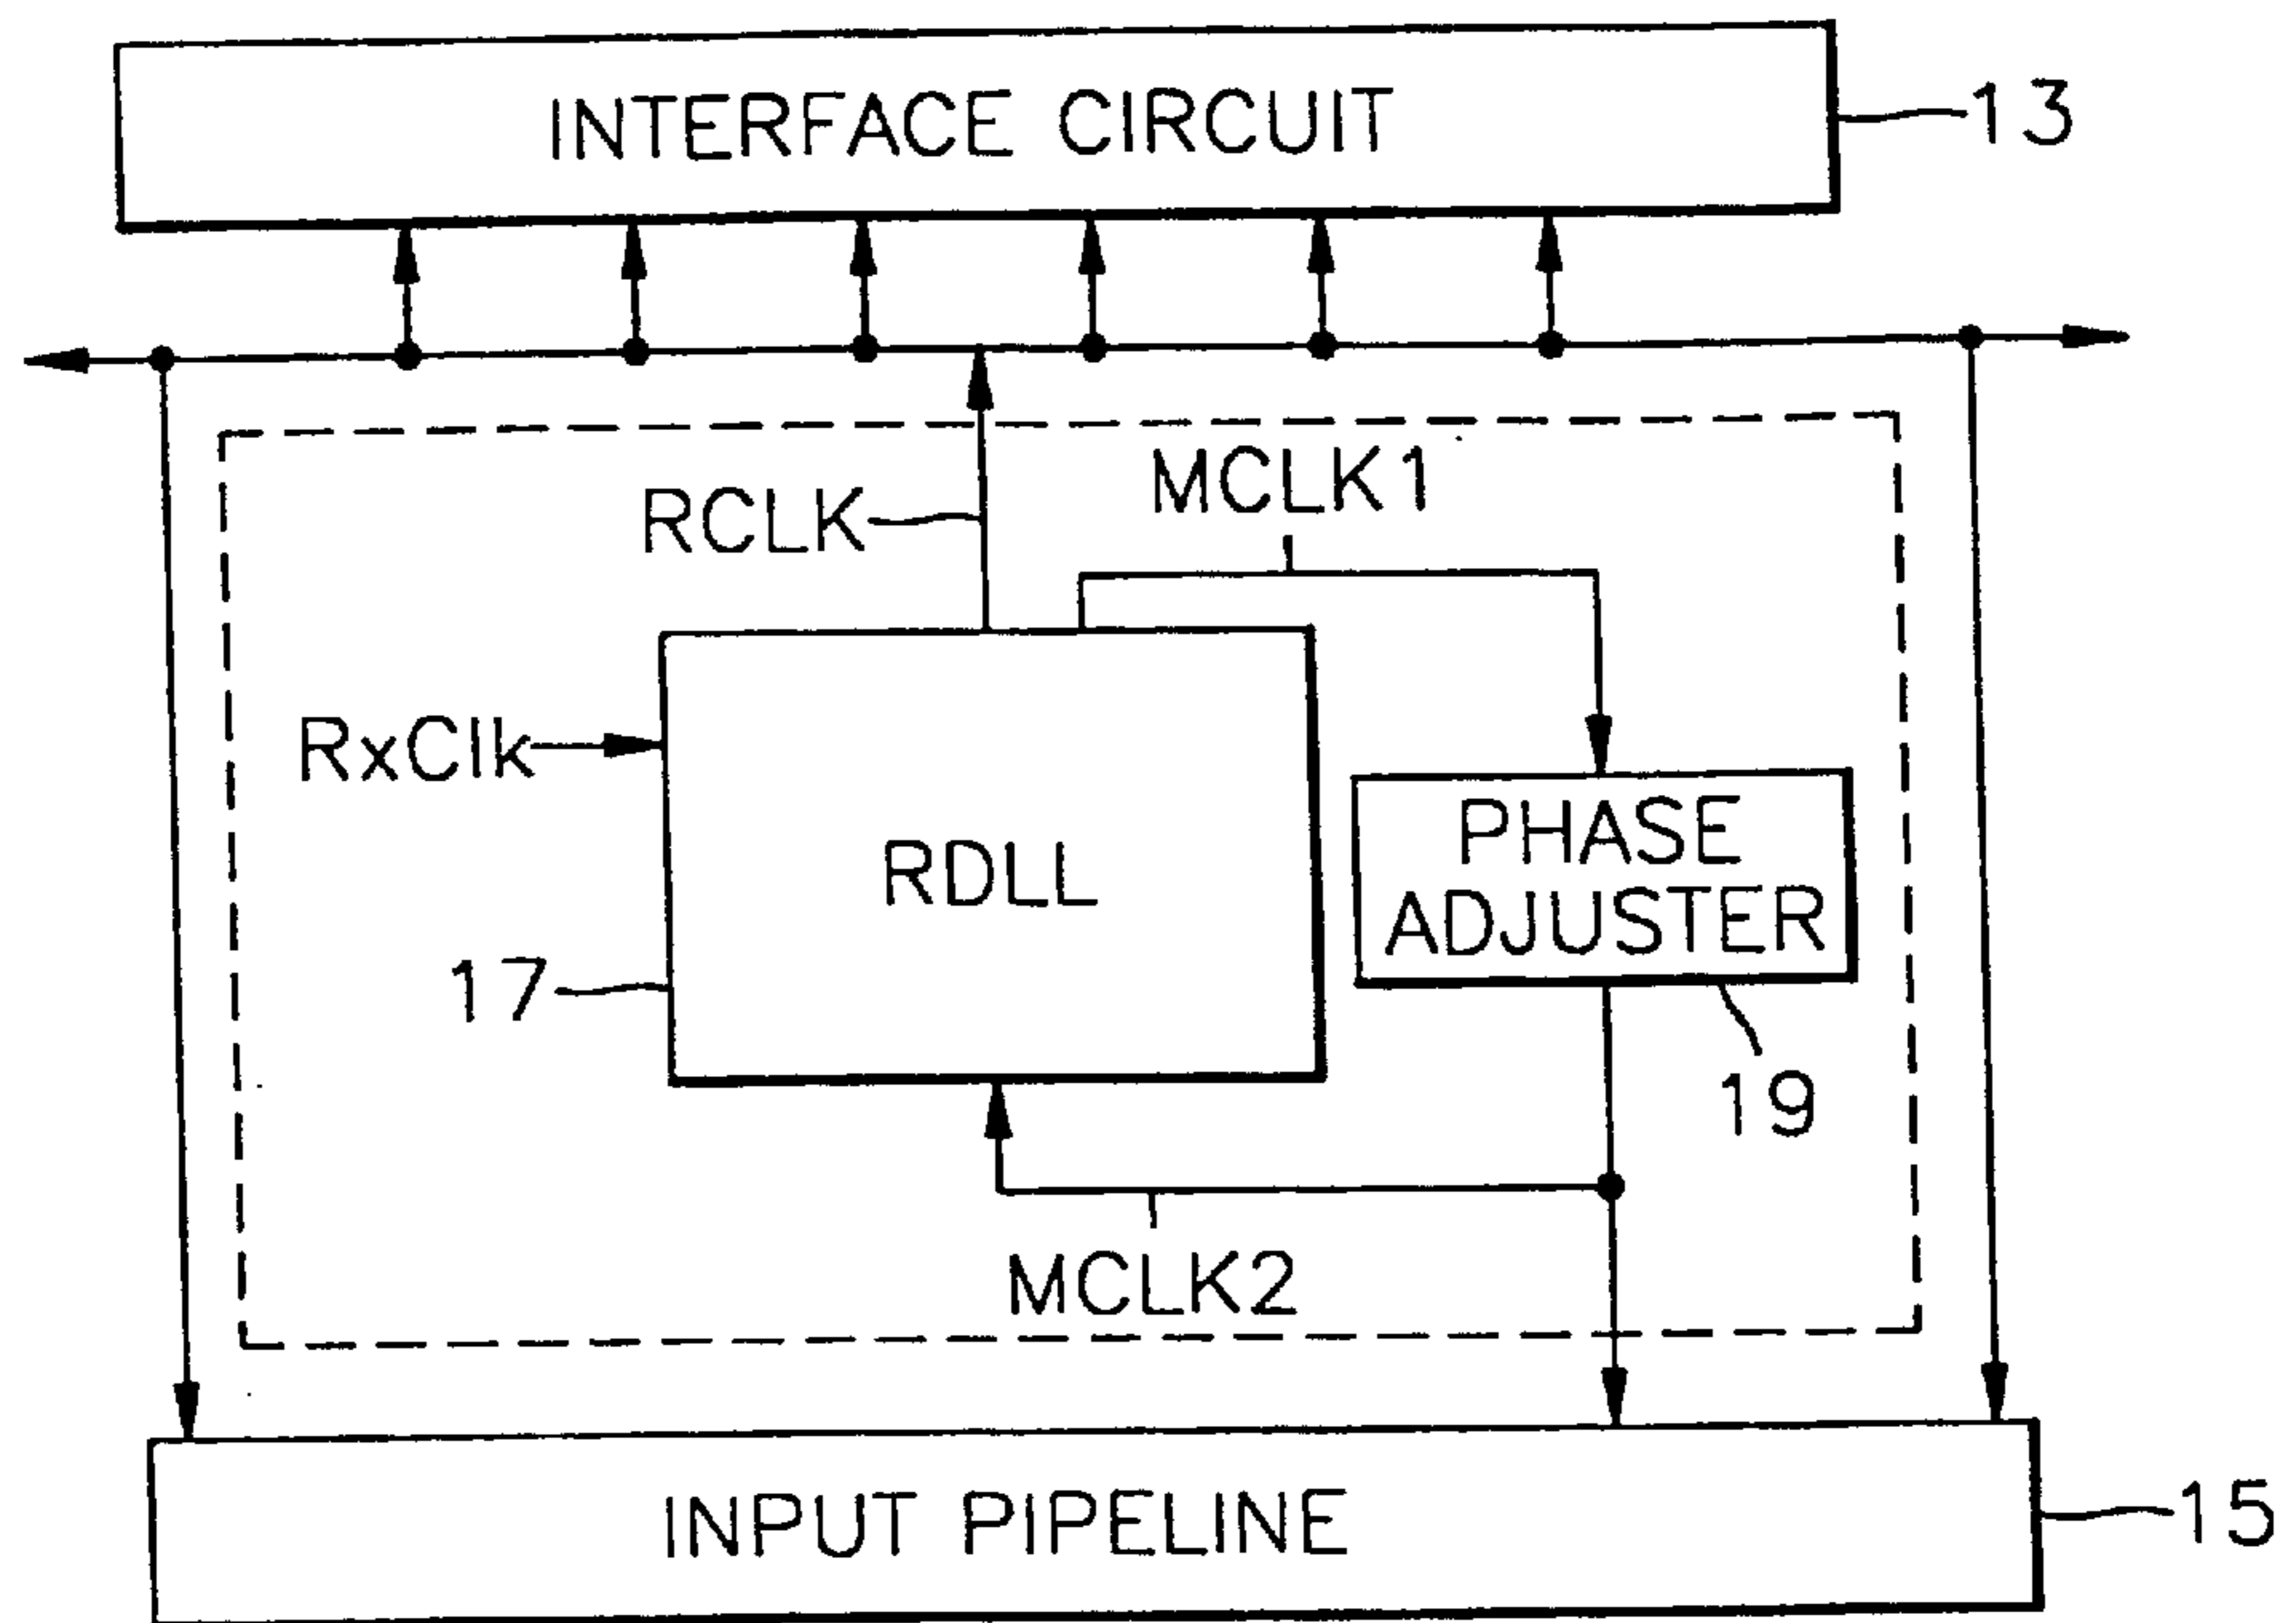 INTERFACE CIRCUIT
13
MCLK1
RCLK
RxClk
RDLL
PHASE
ADJUSTER
17
19
MCLK2
INPUT PIPELINE
15